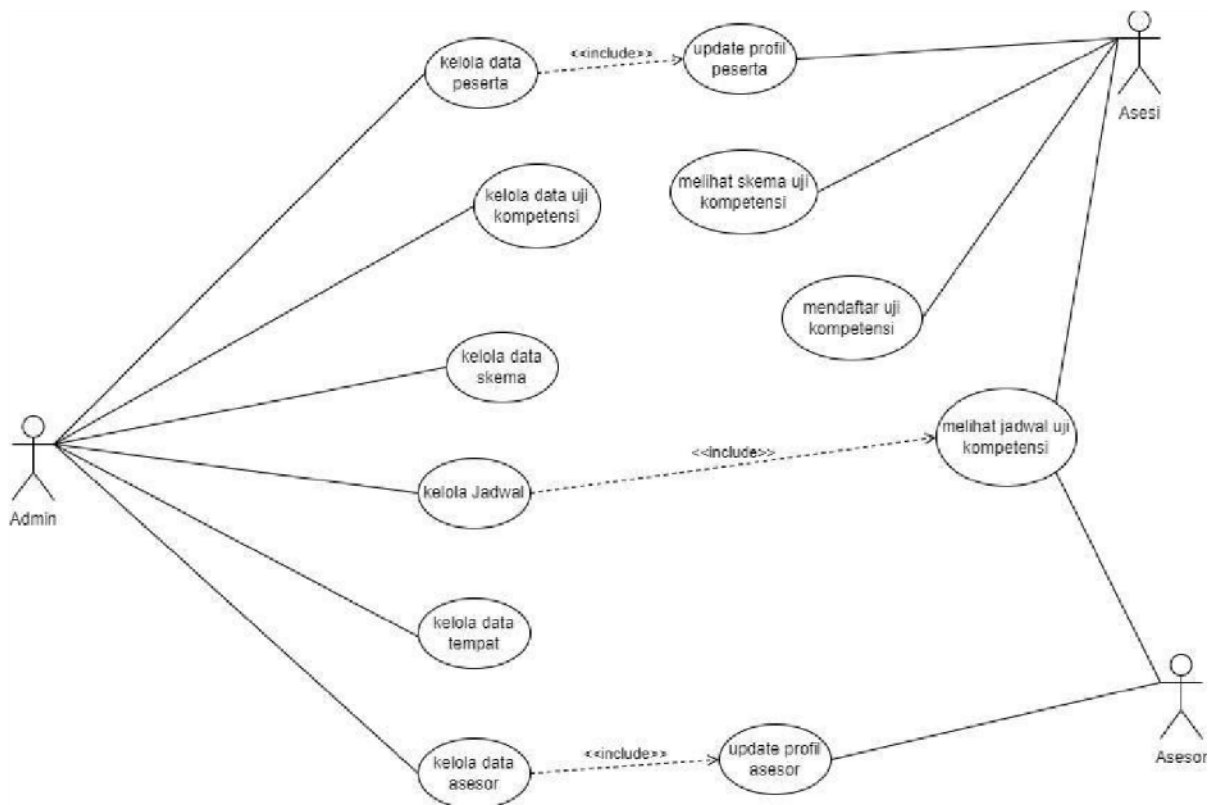 kelola data
peserta
<<include>>
update profil
peserta
Asesi
kelola data uji
kompetensi
melihat skema uji
kompetensi
mendaftar uji
kompetensi
kelola data
skema
Admin
kelola Jadwal
<<include>>
melihat jadwal uji
kompetensi
kelola data
tempat
kelola data
asesor
<<include>>
update profil
asesor
Asesor